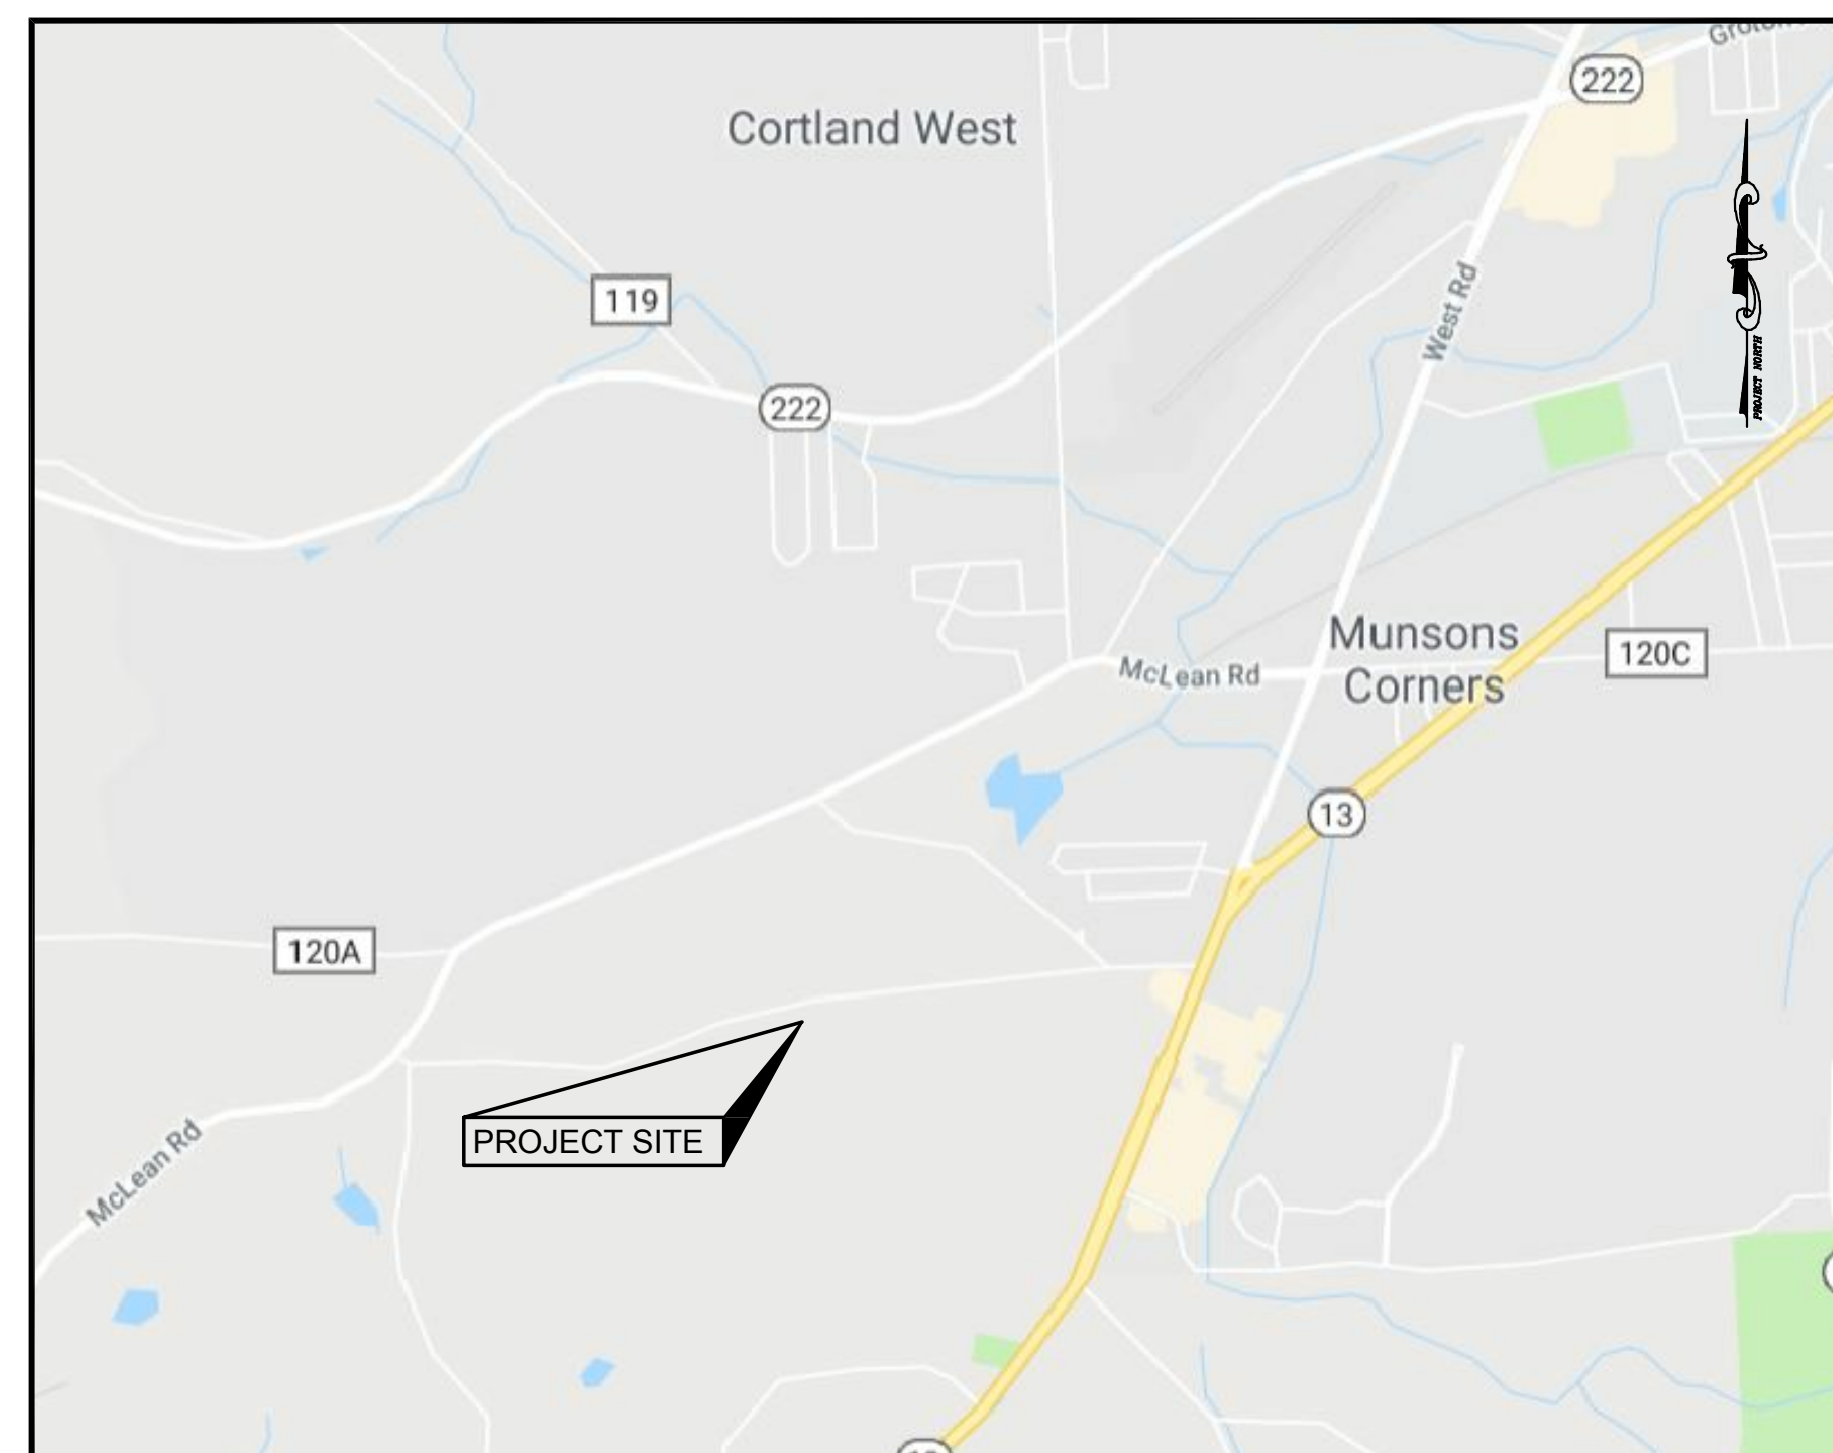 222
Cortland West
119
West Rd
PROJECT NORTH
222
Munsons
Corners
120C
McLean Rd
13
120A
PROJECT SITE
McLean Rd